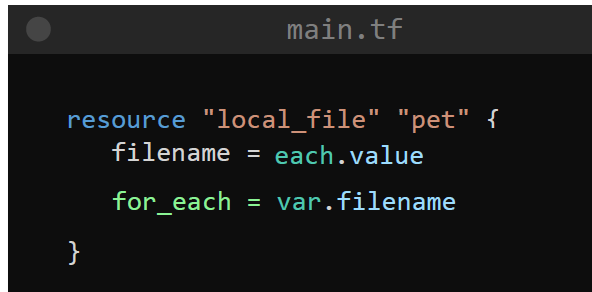 main.tf
resource "local_file" "pet" {
filename = each.value
for_each = var.filename
}